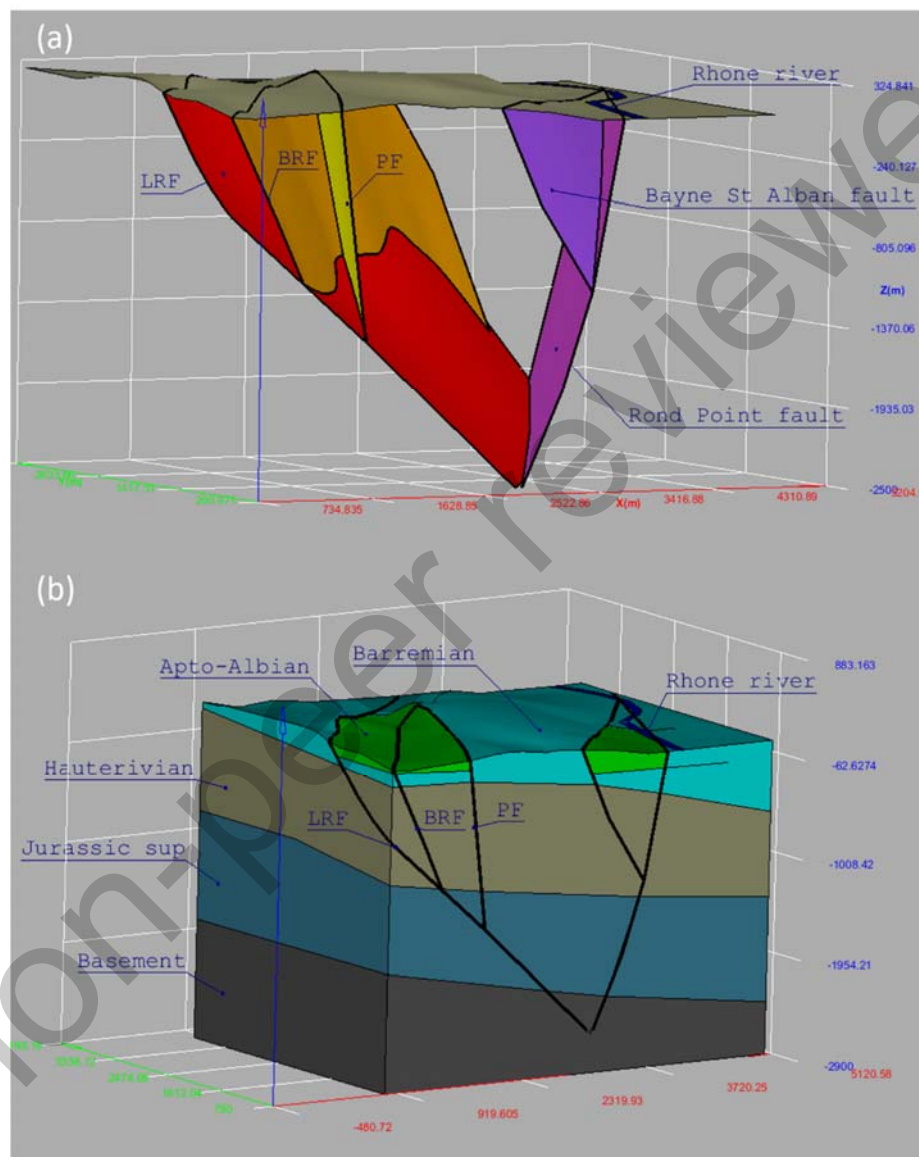 (a)
Rhone river
324.841
BRF
PF
LRF
-240.127
Bayne St Alban fault
-805.096
Z(m)
-1370.06
Rond Point fault
-1935.03
-2500
734.835
1628.85
2522.86
X(m)
3416.88
4310.89
5204
(b)
883.163
Apto-Albian
Barremian
Rhone river
-62.6274
Hauterivian
LRF
BRF
PF
Jurassic sup
-1008.42
Basement
-1954.21
-2900
5120.58
3720.25
2319.93
919.605
-480.72
750
on-peer reviewe